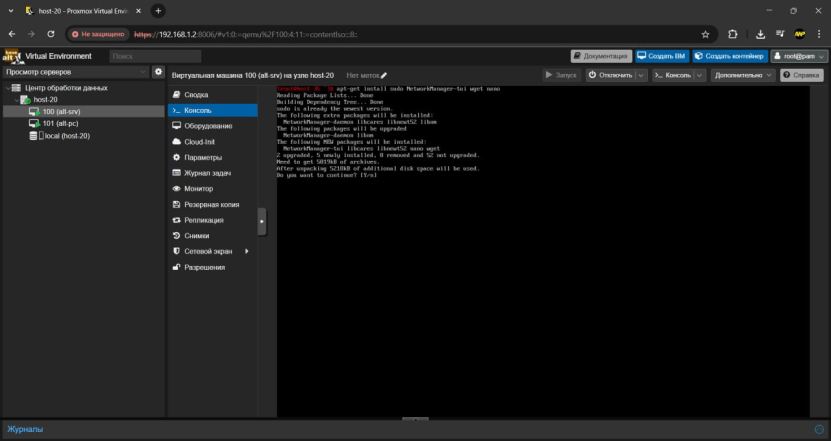 host-20 - Proxmox Virtual Envir
Не защищено https://192.168.1.2:8006/#v1:0:=qemu%2F100:4:11:=contentIso::8::
alt Virtual Environment Поиск Документация Создать ВМ Создать контейнер root@pam
Просмотр серверов
Центр обработки данных
host-20
100 (alt-srv)
101 (alt-pc)
local (host-20)
Виртуальная машина 100 (alt-srv) на узле host-20 Нет меток Запуск Отключить Консоль Дополнительно Справка
Сводка
Консоль
Оборудование
Cloud-Init
Параметры
Журнал задач
Монитор
Резервная копия
Репликация
Снимки
Сетевой экран
Разрешения
apt-get install sudo NetworkManager-tui wget nano
Reading Package Lists... Done
Building Dependency Tree... Done
sudo is already the newest version.
The following extra packages will be installed:
NetworkManager-daemon libcares libnewt52 libnm
The following packages will be upgraded
NetworkManager-daemon libnm
The following NEW packages will be installed:
NetworkManager-tui libcares libnewt52 nano wget
2 upgraded, 5 newly installed, 0 removed and 52 not upgraded.
Need to get 5019kB of archives.
After unpacking 5210kB of additional disk space will be used.
Do you want to continue? [Y/n]
Журналы